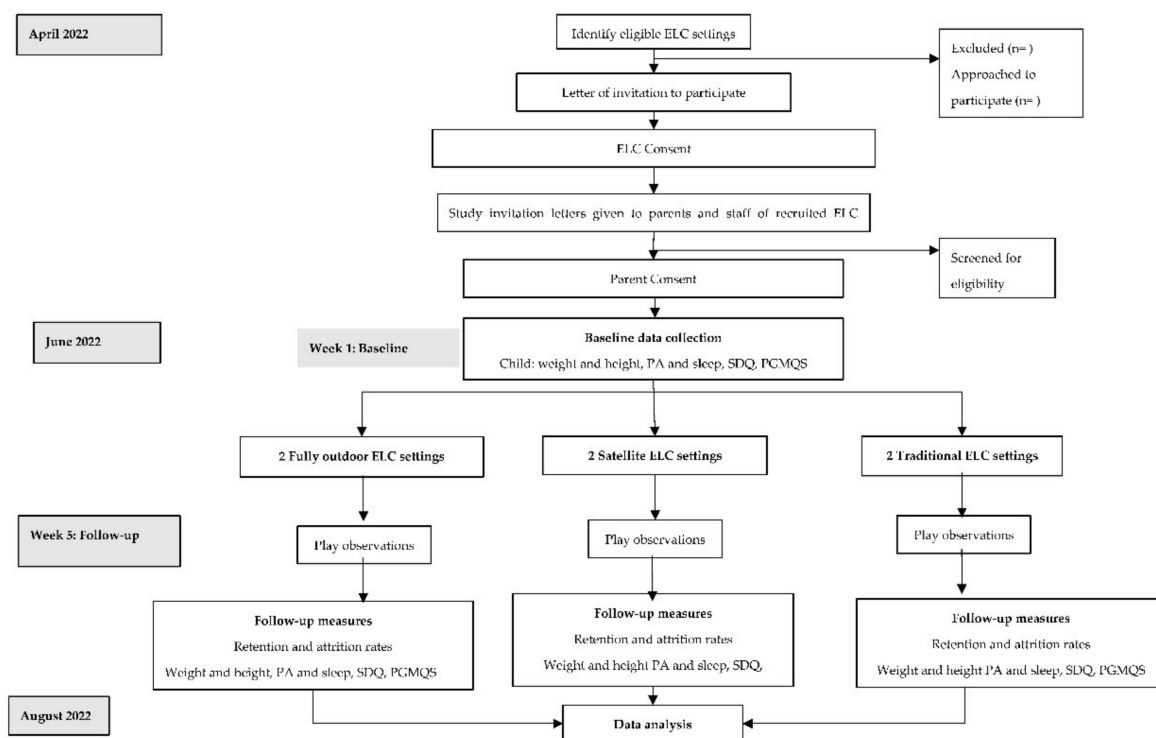 April 2022
Identify eligible ELC settings
Excluded (n= )
Approached to
participate (n= )
Letter of invitation to participate
ELC Consent
Study invitation letters given to parents and staff of recruited ELC
Screened for
eligibility
Parent Consent
June 2022
Week 1: Baseline
Baseline data collection
Child: weight and height, PA and sleep, SDQ, PGMQS
2 Fully outdoor ELC settings
2 Satellite ELC settings
2 Traditional ELC settings
Week 5: Follow-up
Play observations
Play observations
Play observations
Follow-up measures
Retention and attrition rates
Weight and height, PA and sleep, SDQ, PGMQS
Follow-up measures
Retention and attrition rates
Weight and height PA and sleep, SDQ,
Follow-up measures
Retention and attrition rates
Weight and height PA and sleep, SDQ, PGMQS
August 2022
Data analysis